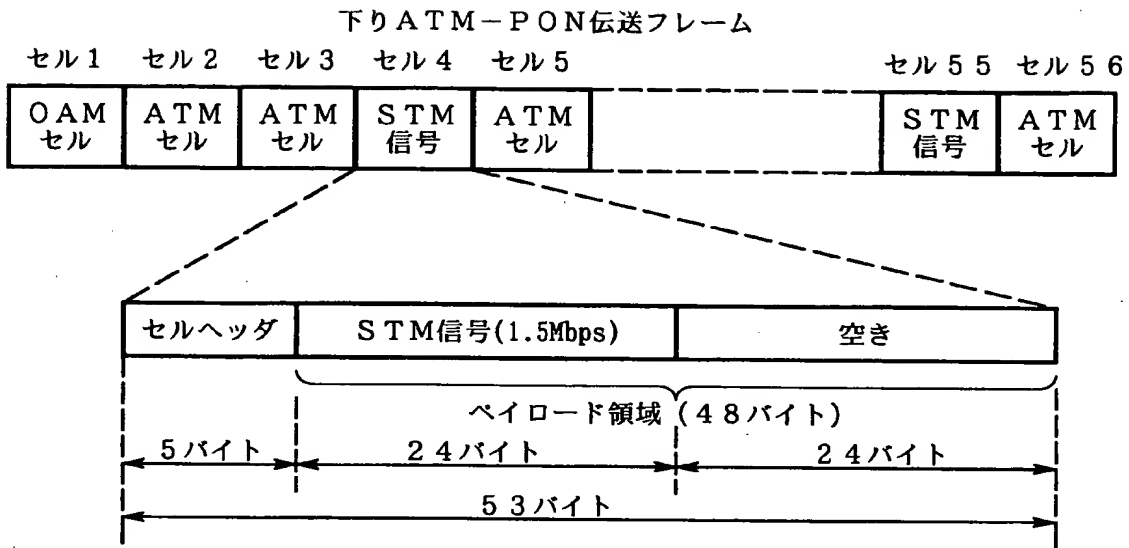 下りATM-PON伝送フレーム
セル1 セル2 セル3 セル4 セル5 セル55 セル56
OAM ATM ATM STM ATM STM ATM
セル セル セル 信号 セル 信号 セル
セルヘッダ STM信号(1.5Mbps) 空き
ペイロード領域(48バイト)
5バイト 24バイト 24バイト
53バイト